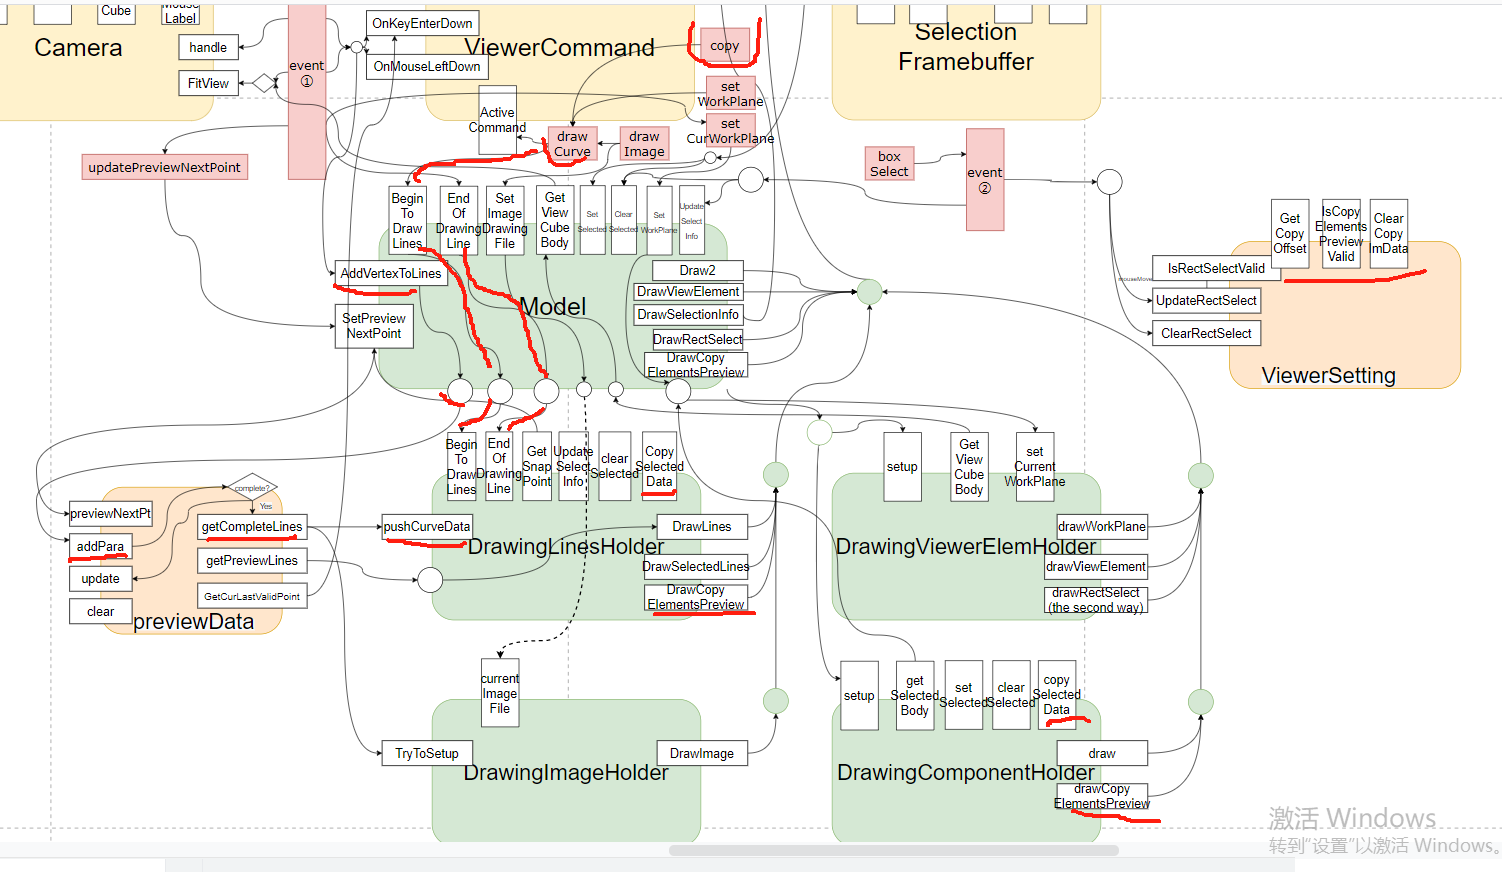 Cube
Mouse
Label
Camera
handle
FitView
event
①
OnKeyEnterDown
OnMouseLeftDown
ViewerCommand
copy
set
WorkPlane
set
CurWorkPlane
Active
Command
draw
Curve
draw
Image
Selection
Framebuffer
updatePreviewNextPoint
box
Select
event
②
Begin
To
Draw
Lines
End
Of
Drawing
Line
Set
Image
Drawing
File
Get
View
Cube
Body
Set
Selected
Clear
Selected
Set
WorkPlane
Update
Select
Info
AddVertexToLines
SetPreview
NextPoint
Model
Draw2
DrawViewElement
DrawSelectionInfo
DrawRectSelect
DrawCopy
ElementsPreview
Get
Copy
Offset
IsCopy
Elements
Preview
Valid
Clear
Copy
ImData
mouseMove
IsRectSelectValid
UpdateRectSelect
ClearRectSelect
ViewerSetting
Begin
To
Draw
Lines
End
Of
Drawing
Line
Get
Snap
Point
Update
Select
Info
clear
Selected
Copy
Selected
Data
setup
Get
View
Cube
Body
set
Current
WorkPlane
complete?
Yes
previewNextPt
addPara
update
clear
getCompleteLines
getPreviewLines
GetCurLastValidPoint
previewData
pushCurveData
DrawingLinesHolder
DrawLines
DrawSelectedLines
DrawCopy
ElementsPreview
DrawingViewerElemHolder
drawWorkPlane
drawViewElement
drawRectSelect
(the second way)
current
Image
File
TryToSetup
DrawImage
DrawingImageHolder
setup
get
Selected
Body
set
Selected
clear
Selected
copy
Selected
Data
draw
DrawingComponentHolder
drawCopy
ElementsPreview
激活 Windows
转到"设置"以激活 Windows。